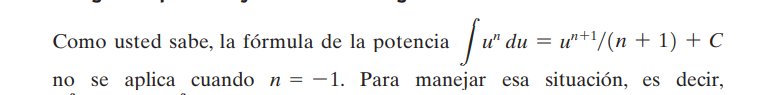 Como usted sabe, la fórmula de la potencia ∫ uⁿ du = uⁿ⁺¹/(n + 1) + C
no se aplica cuando n = −1. Para manejar esa situación, es decir,